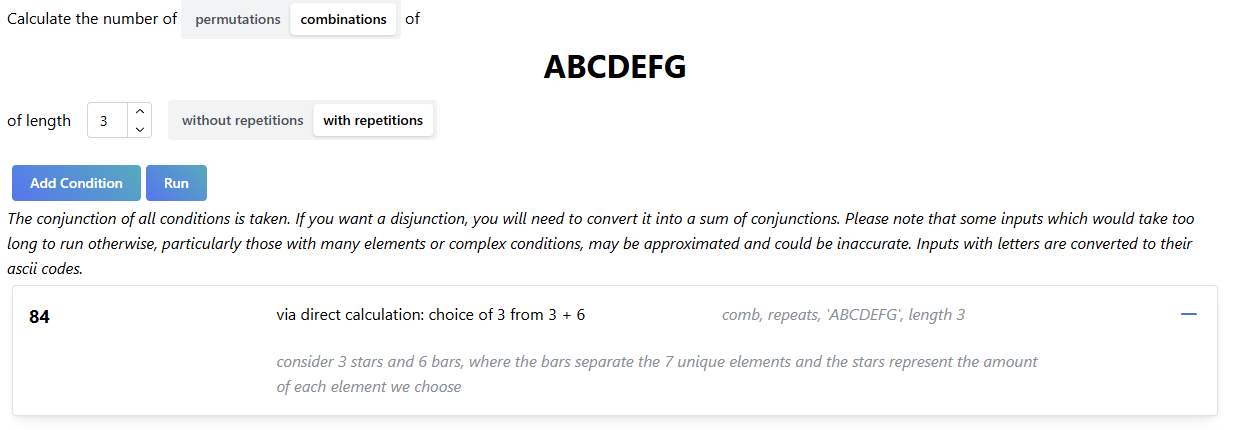 Calculate the number of permutations combinations of
ABCDEFG
of length 3 without repetitions with repetitions
Add Condition Run
The conjunction of all conditions is taken. If you want a disjunction, you will need to convert it into a sum of conjunctions. Please note that some inputs which would take too
long to run otherwise, particularly those with many elements or complex conditions, may be approximated and could be inaccurate. Inputs with letters are converted to their
ascii codes.
84 via direct calculation: choice of 3 from 3 + 6 comb, repeats, 'ABCDEFG', length 3
consider 3 stars and 6 bars, where the bars separate the 7 unique elements and the stars represent the amount
of each element we choose